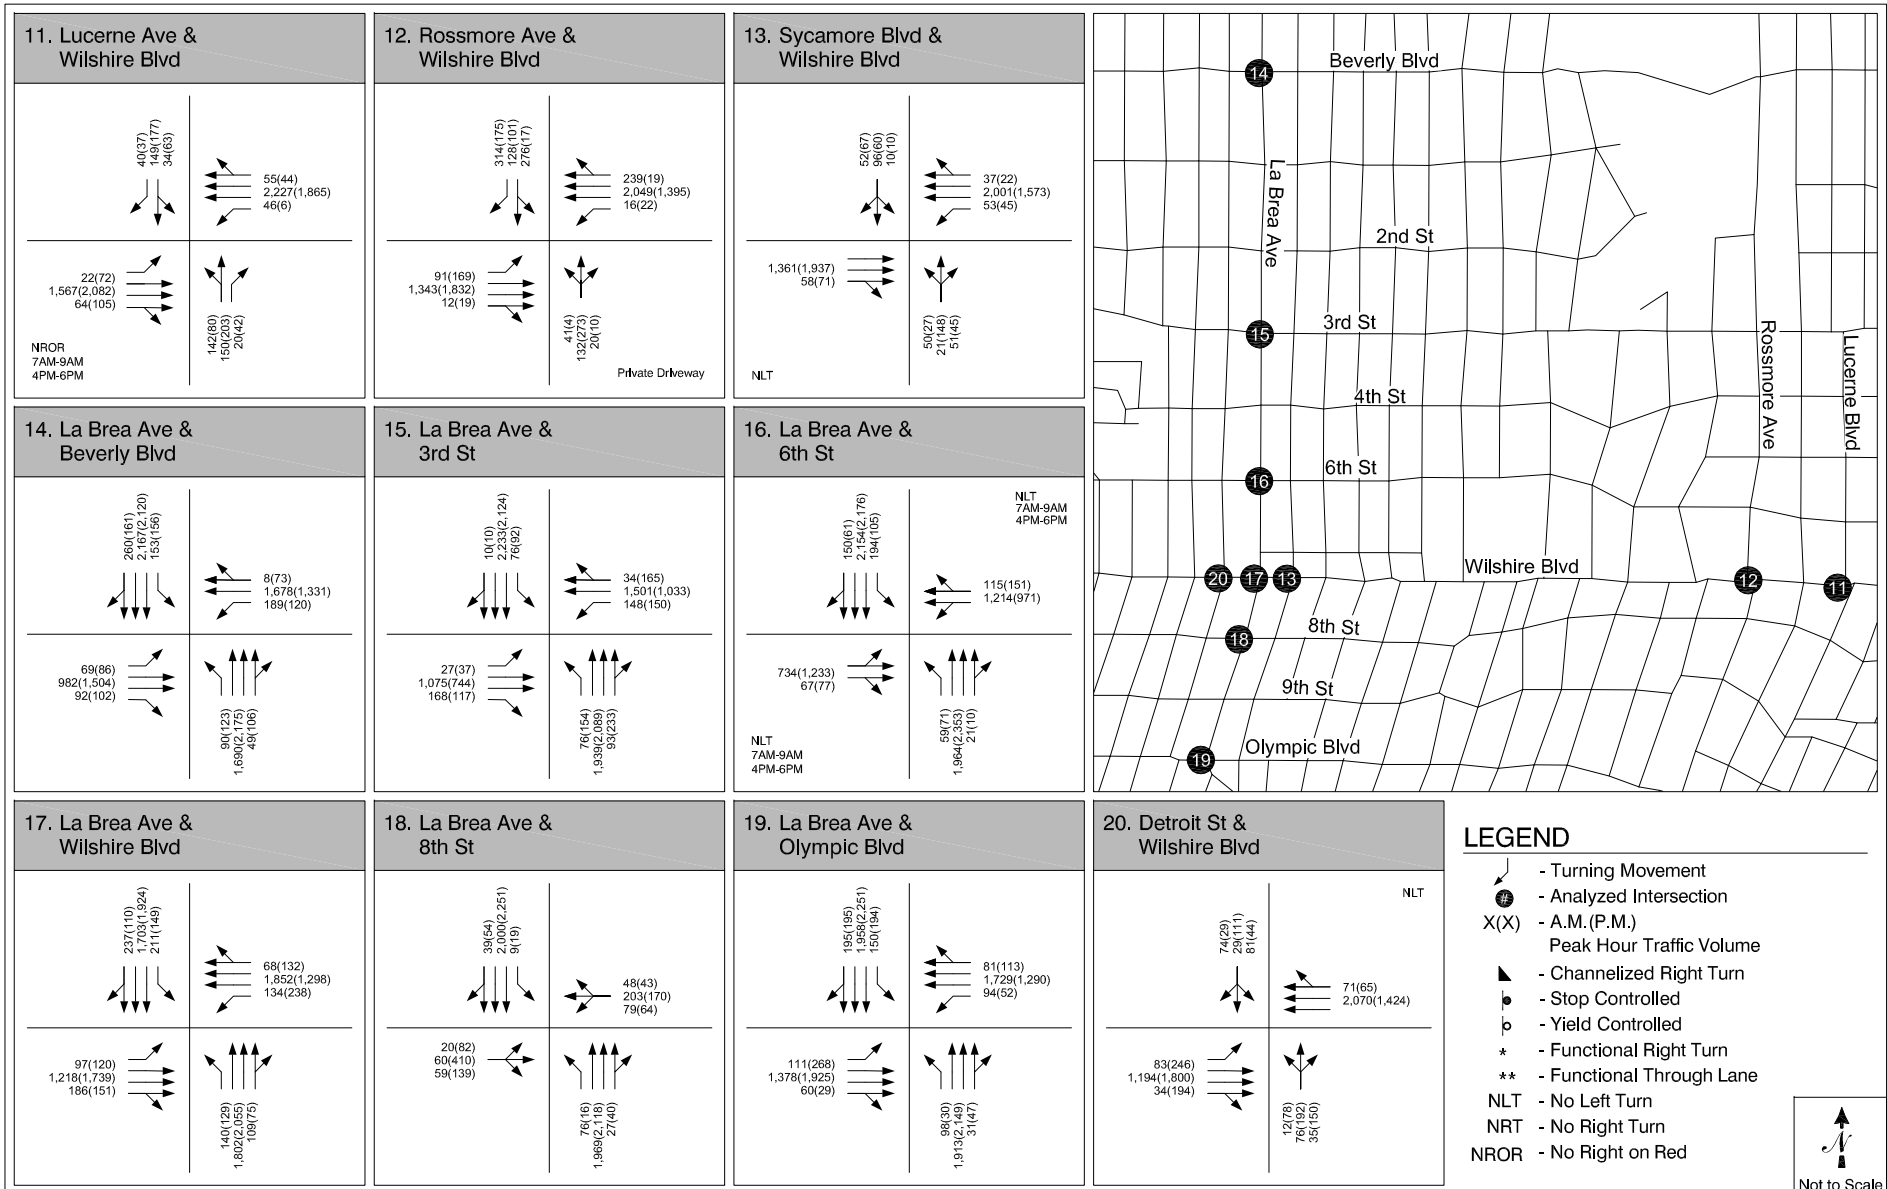 11. Lucerne Ave &
Wilshire Blvd
40(37)
149(177)
34(63)
55(44)
2,227(1,865)
46(6)
22(72)
1,567(2,082)
64(105)
142(80)
150(203)
20(42)
NROR
7AM-9AM
4PM-6PM
12. Rossmore Ave &
Wilshire Blvd
314(175)
128(101)
276(17)
239(19)
2,049(1,395)
16(22)
91(169)
1,343(1,832)
12(19)
41(4)
132(273)
20(10)
Private Driveway
13. Sycamore Blvd &
Wilshire Blvd
52(67)
96(60)
10(10)
37(22)
2,001(1,573)
53(45)
1,361(1,937)
58(71)
50(27)
21(148)
51(45)
NLT
14. La Brea Ave &
Beverly Blvd
260(161)
2,167(2,120)
153(156)
8(73)
1,678(1,331)
189(120)
69(86)
982(1,504)
92(102)
90(123)
1,690(2,175)
49(106)
15. La Brea Ave &
3rd St
10(10)
2,233(2,124)
76(92)
34(165)
1,501(1,033)
148(150)
27(37)
1,075(744)
168(117)
76(154)
1,939(2,089)
93(233)
16. La Brea Ave &
6th St
NLT
7AM-9AM
4PM-6PM
150(61)
2,154(2,176)
194(105)
115(151)
1,214(971)
734(1,233)
67(77)
59(71)
1,964(2,353)
21(10)
NLT
7AM-9AM
4PM-6PM
17. La Brea Ave &
Wilshire Blvd
237(110)
1,703(1,924)
211(149)
68(132)
1,852(1,298)
134(238)
97(120)
1,218(1,739)
186(151)
140(129)
1,802(2,055)
109(75)
18. La Brea Ave &
8th St
39(54)
2,000(2,251)
9(19)
48(43)
203(170)
79(64)
20(82)
60(410)
59(139)
76(16)
1,969(2,118)
27(40)
19. La Brea Ave &
Olympic Blvd
195(195)
1,958(2,251)
150(194)
81(113)
1,729(1,290)
94(52)
111(268)
1,378(1,925)
60(29)
98(30)
1,913(2,149)
31(47)
20. Detroit St &
Wilshire Blvd
NLT
74(29)
29(111)
81(44)
71(65)
2,070(1,424)
83(246)
1,194(1,800)
34(194)
12(78)
76(192)
35(150)
Beverly Blvd
14
La Brea Ave
2nd St
3rd St
15
Rossmore Ave
Lucerne Blvd
4th St
6th St
16
Wilshire Blvd
20
17
13
12
11
8th St
18
9th St
Olympic Blvd
19
LEGEND
- Turning Movement
# - Analyzed Intersection
X(X) - A.M.(P.M.)
Peak Hour Traffic Volume
- Channelized Right Turn
- Stop Controlled
- Yield Controlled
* - Functional Right Turn
** - Functional Through Lane
NLT - No Left Turn
NRT - No Right Turn
NROR - No Right on Red
N
Not to Scale